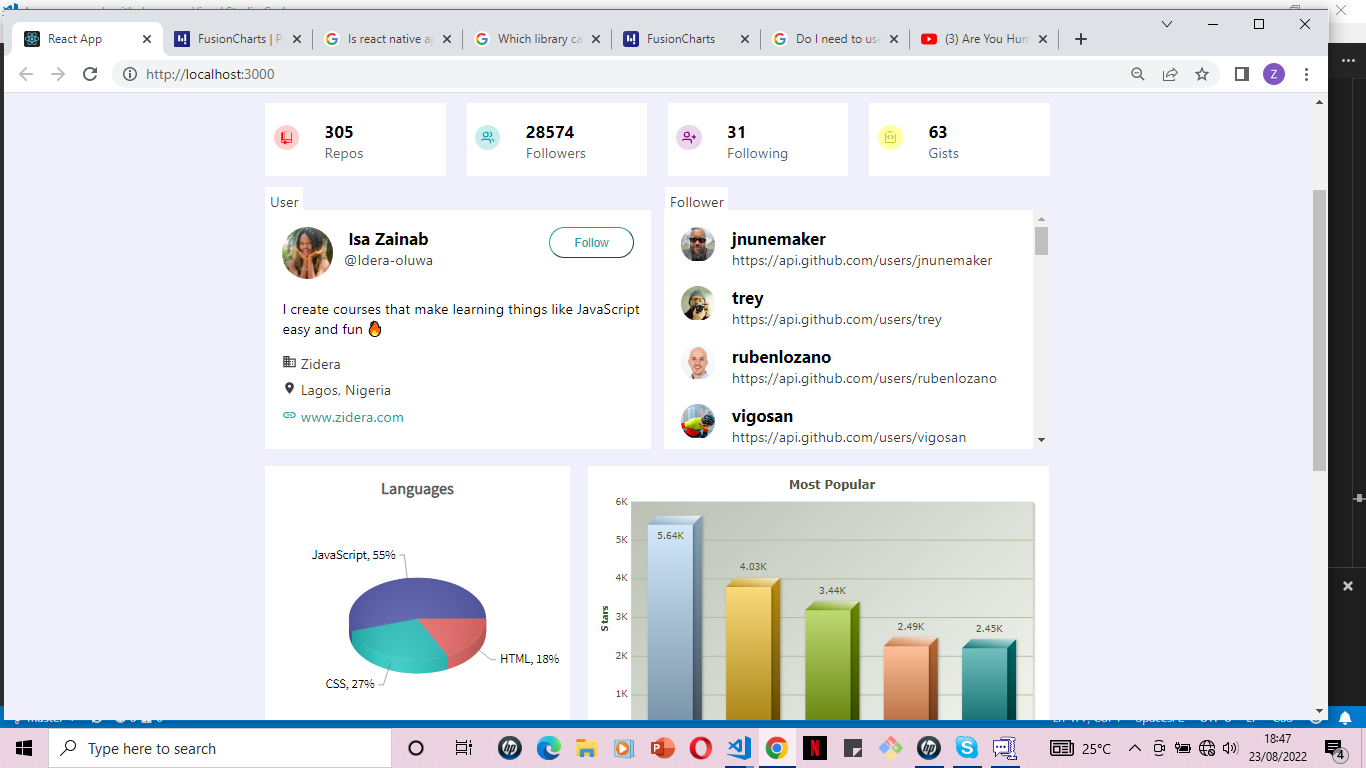 React App
FusionCharts | P
Is react native ap
Which library ca
FusionCharts
Do I need to use
(3) Are You Hum
http://localhost:3000
Z
305
Repos
28574
Followers
31
Following
63
Gists
User
Follower
Isa Zainab
@Idera-oluwa
Follow
I create courses that make learning things like JavaScript
easy and fun 🔥
Zidera
Lagos, Nigeria
www.zidera.com
jnunemaker
https://api.github.com/users/jnunemaker
trey
https://api.github.com/users/trey
rubenlozano
https://api.github.com/users/rubenlozano
vigosan
https://api.github.com/users/vigosan
Languages
JavaScript, 55%
HTML, 18%
CSS, 27%
Most Popular
Stars
6K
5K
4K
3K
2K
1K
5.64K
4.03K
3.44K
2.49K
2.45K
Type here to search
25°C
18:47
23/08/2022
4